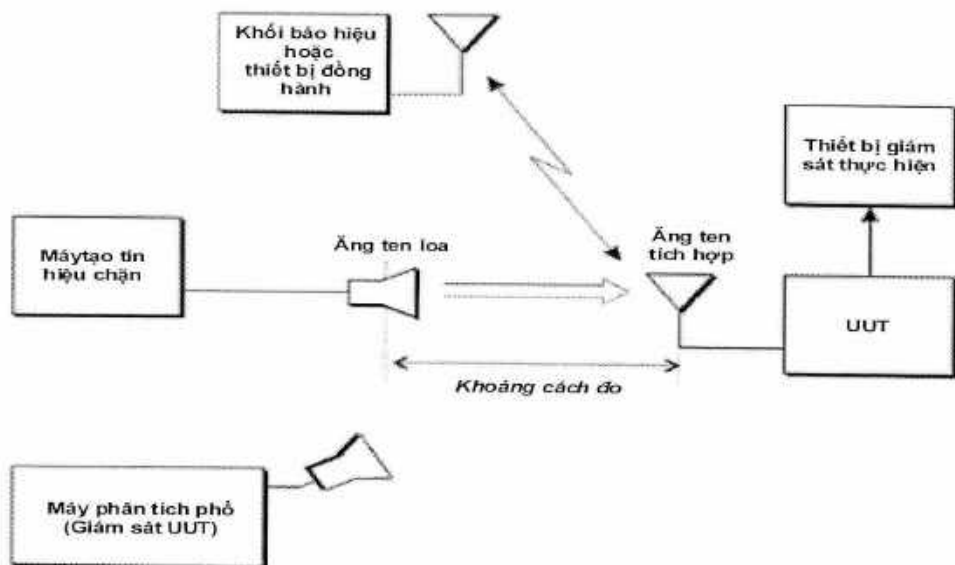 Khối báo hiệu
hoặc
thiết bị đồng
hành
Thiết bị giám
sát thực hiện
Máytạo tín
hiệu chặn
Ăng ten loa
Ăng ten
tích hợp
UUT
Khoảng cách đo
Máy phân tích phổ
(Giám sát UUT)